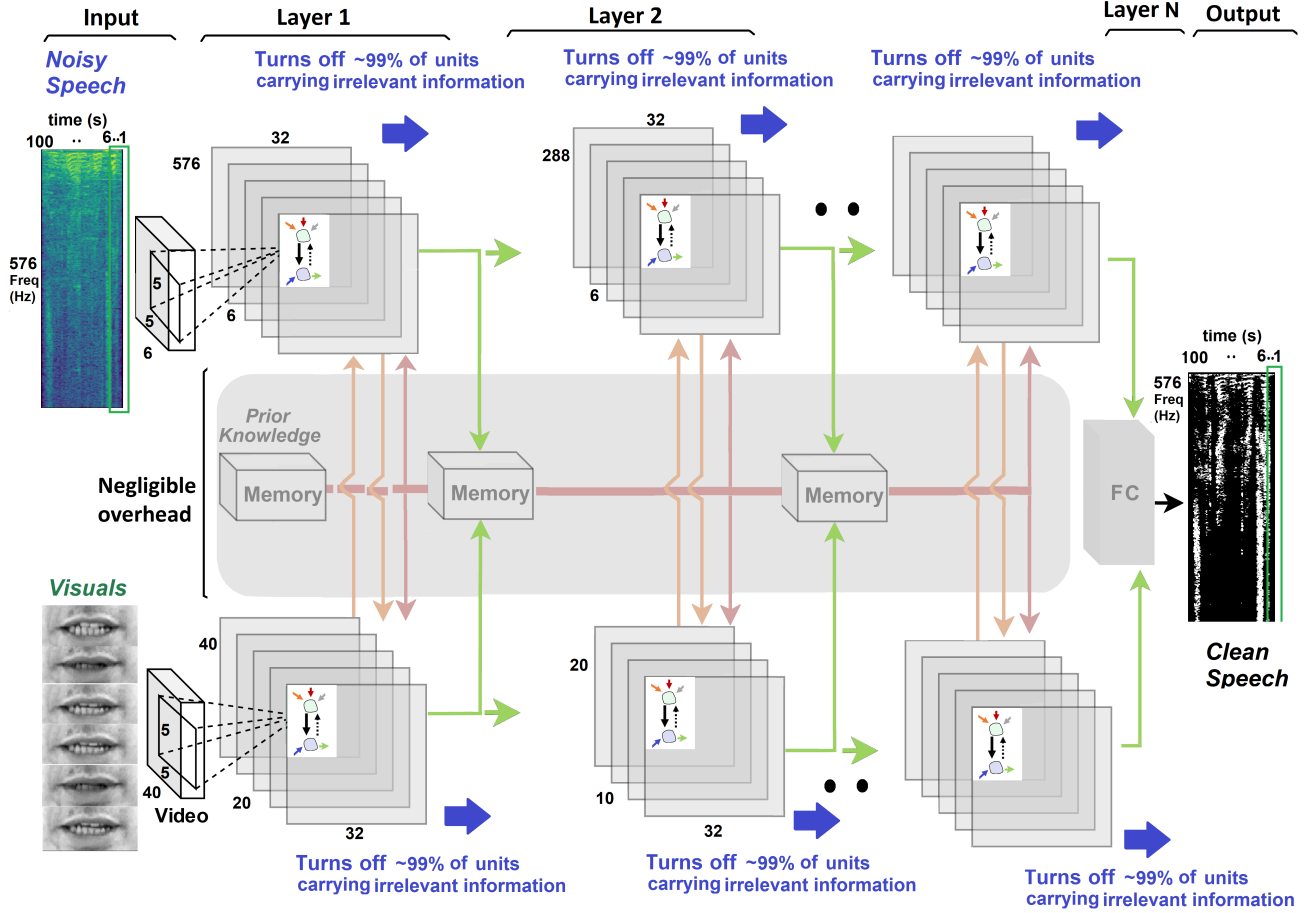 Input
Layer 1
Layer 2
Layer N
Output
Noisy
Speech
Turns off ~99% of units
carrying irrelevant information
Turns off ~99% of units
carrying irrelevant information
Turns off ~99% of units
carrying irrelevant information
time (s)
100 .. 6..1
576
Freq
(Hz)
5
5
6
32
576
6
32
288
6
Prior
Knowledge
Memory
Memory
Memory
Negligible
overhead
FC
time (s)
100 .. 6..1
576
Freq
(Hz)
Clean
Speech
Visuals
5
5
40
Video
40
20
32
20
10
32
Turns off ~99% of units
carrying irrelevant information
Turns off ~99% of units
carrying irrelevant information
Turns off ~99% of units
carrying irrelevant information